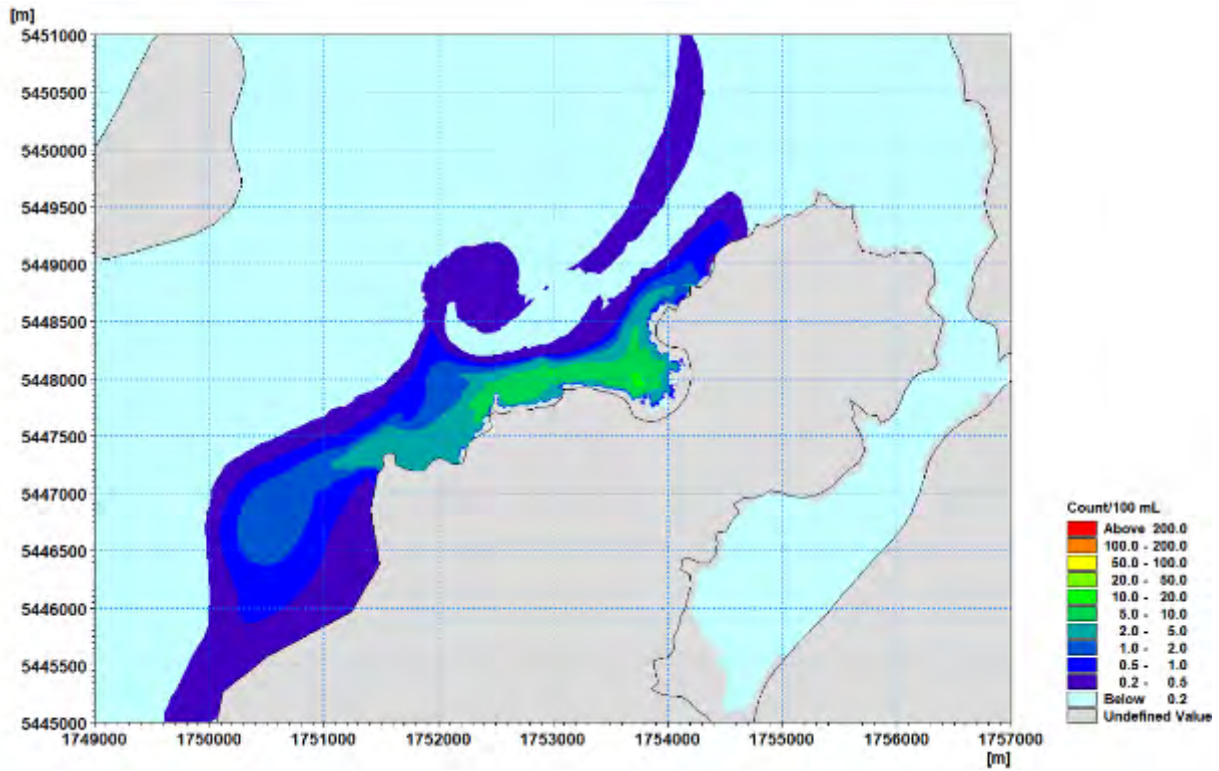 [m]
5451000
5450500
5450000
5449500
5449000
5448500
5448000
5447500
5447000
5446500
5446000
5445500
5445000
1749000 1750000 1751000 1752000 1753000 1754000 1755000 1756000 1757000
[m]
Count/100 mL
Above 200.0
100.0 - 200.0
50.0 - 100.0
20.0 - 50.0
10.0 - 20.0
5.0 - 10.0
2.0 - 5.0
1.0 - 2.0
0.5 - 1.0
0.2 - 0.5
Below 0.2
Undefined Value